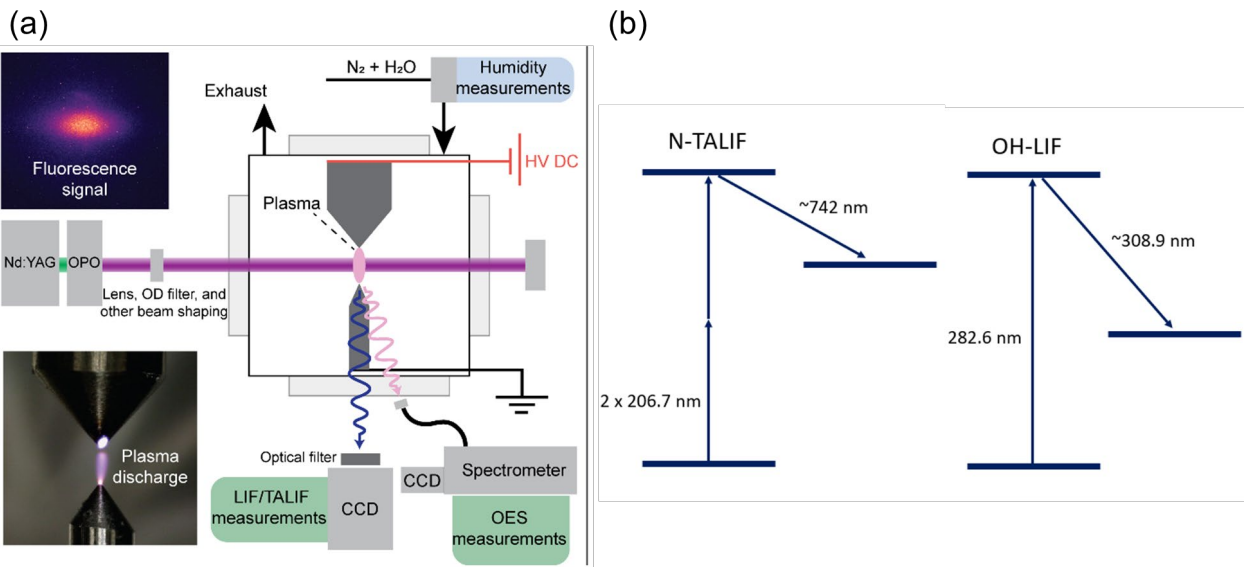 (a)
(b)
N₂ + H₂O
Humidity
measurements
Exhaust
HV DC
Fluorescence
signal
Plasma
Nd:YAG
OPO
Lens, OD filter, and
other beam shaping
Plasma
discharge
Optical filter
LIF/TALIF
measurements
CCD
CCD
Spectrometer
OES
measurements
N-TALIF
~742 nm
2 x 206.7 nm
OH-LIF
~308.9 nm
282.6 nm